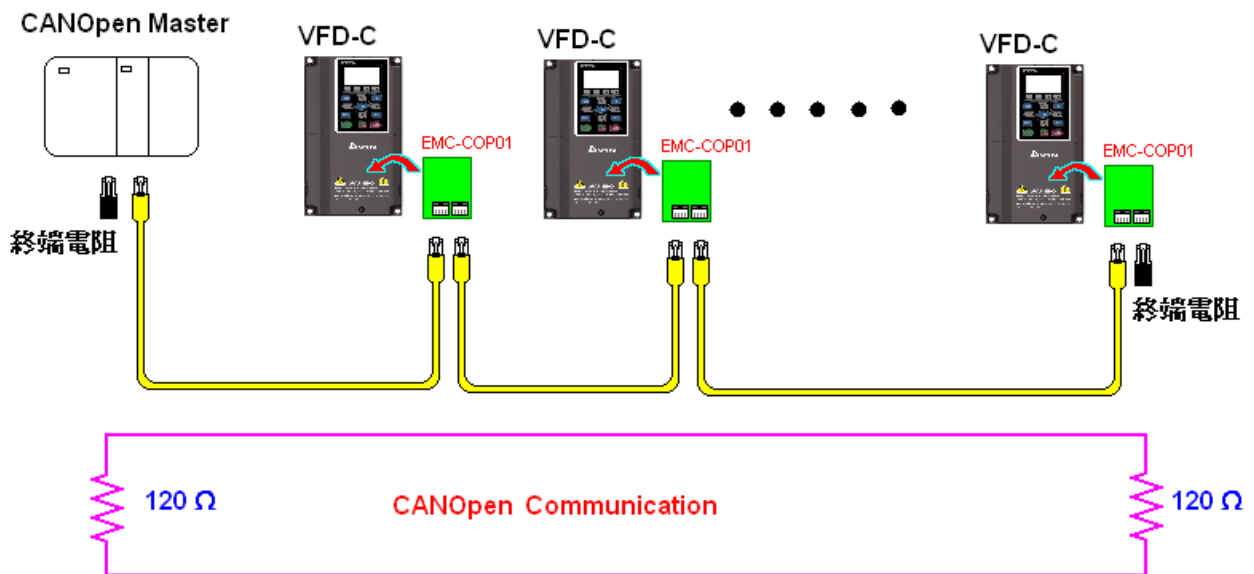 CANOpen Master
VFD-C
VFD-C
VFD-C
EMC-COP01
EMC-COP01
EMC-COP01
終端電阻
終端電阻
120 Ω
CANOpen Communication
120 Ω